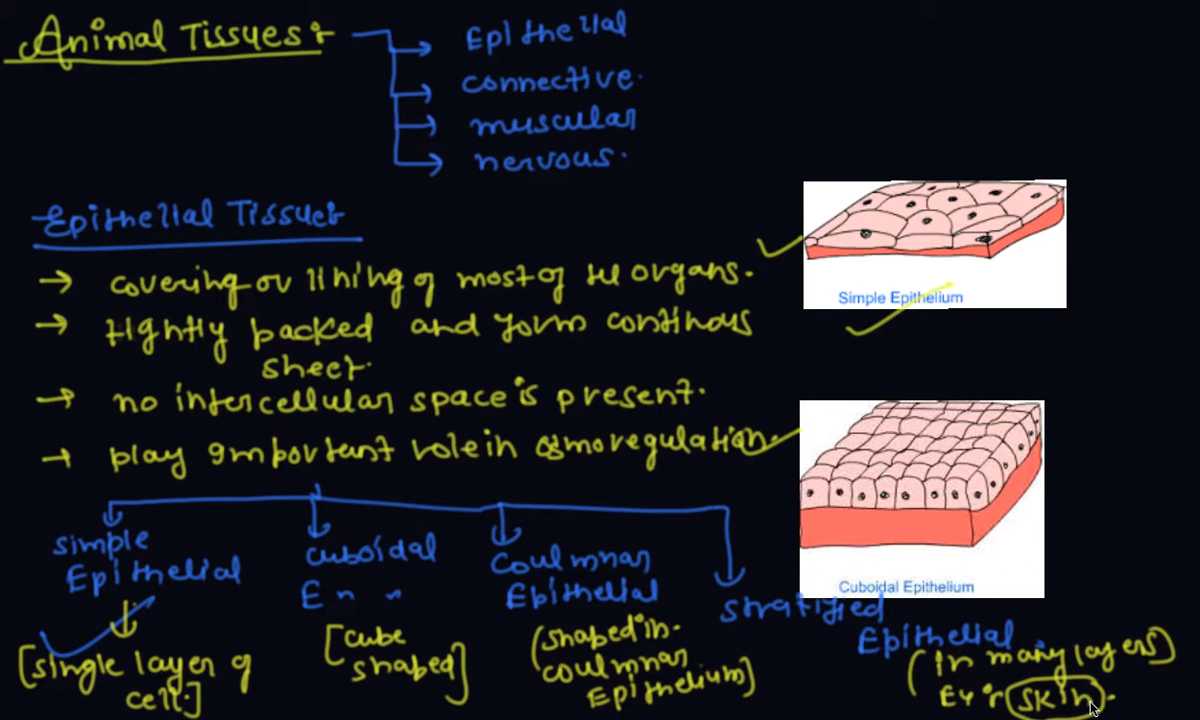 Animal Tissues:
Epithelial
connective.
muscular
nervous.
Epithelial Tissues
→ covering or lining of most of the organs.
Simple Epithelium
→ tightly packed and form continous
sheet.
→ no intercellular space is present.
→ play important role in osmoregulation.
Cuboidal Epithelium
simple
Epithelial
cuboidal
E " "
Coulmnar
Epithelial
stratified
Epithelial
[single layer of
cell.]
[cube
shaped]
(shaped in.
coulmnar
Epithelium)
(in many layers)
Ex: skin.